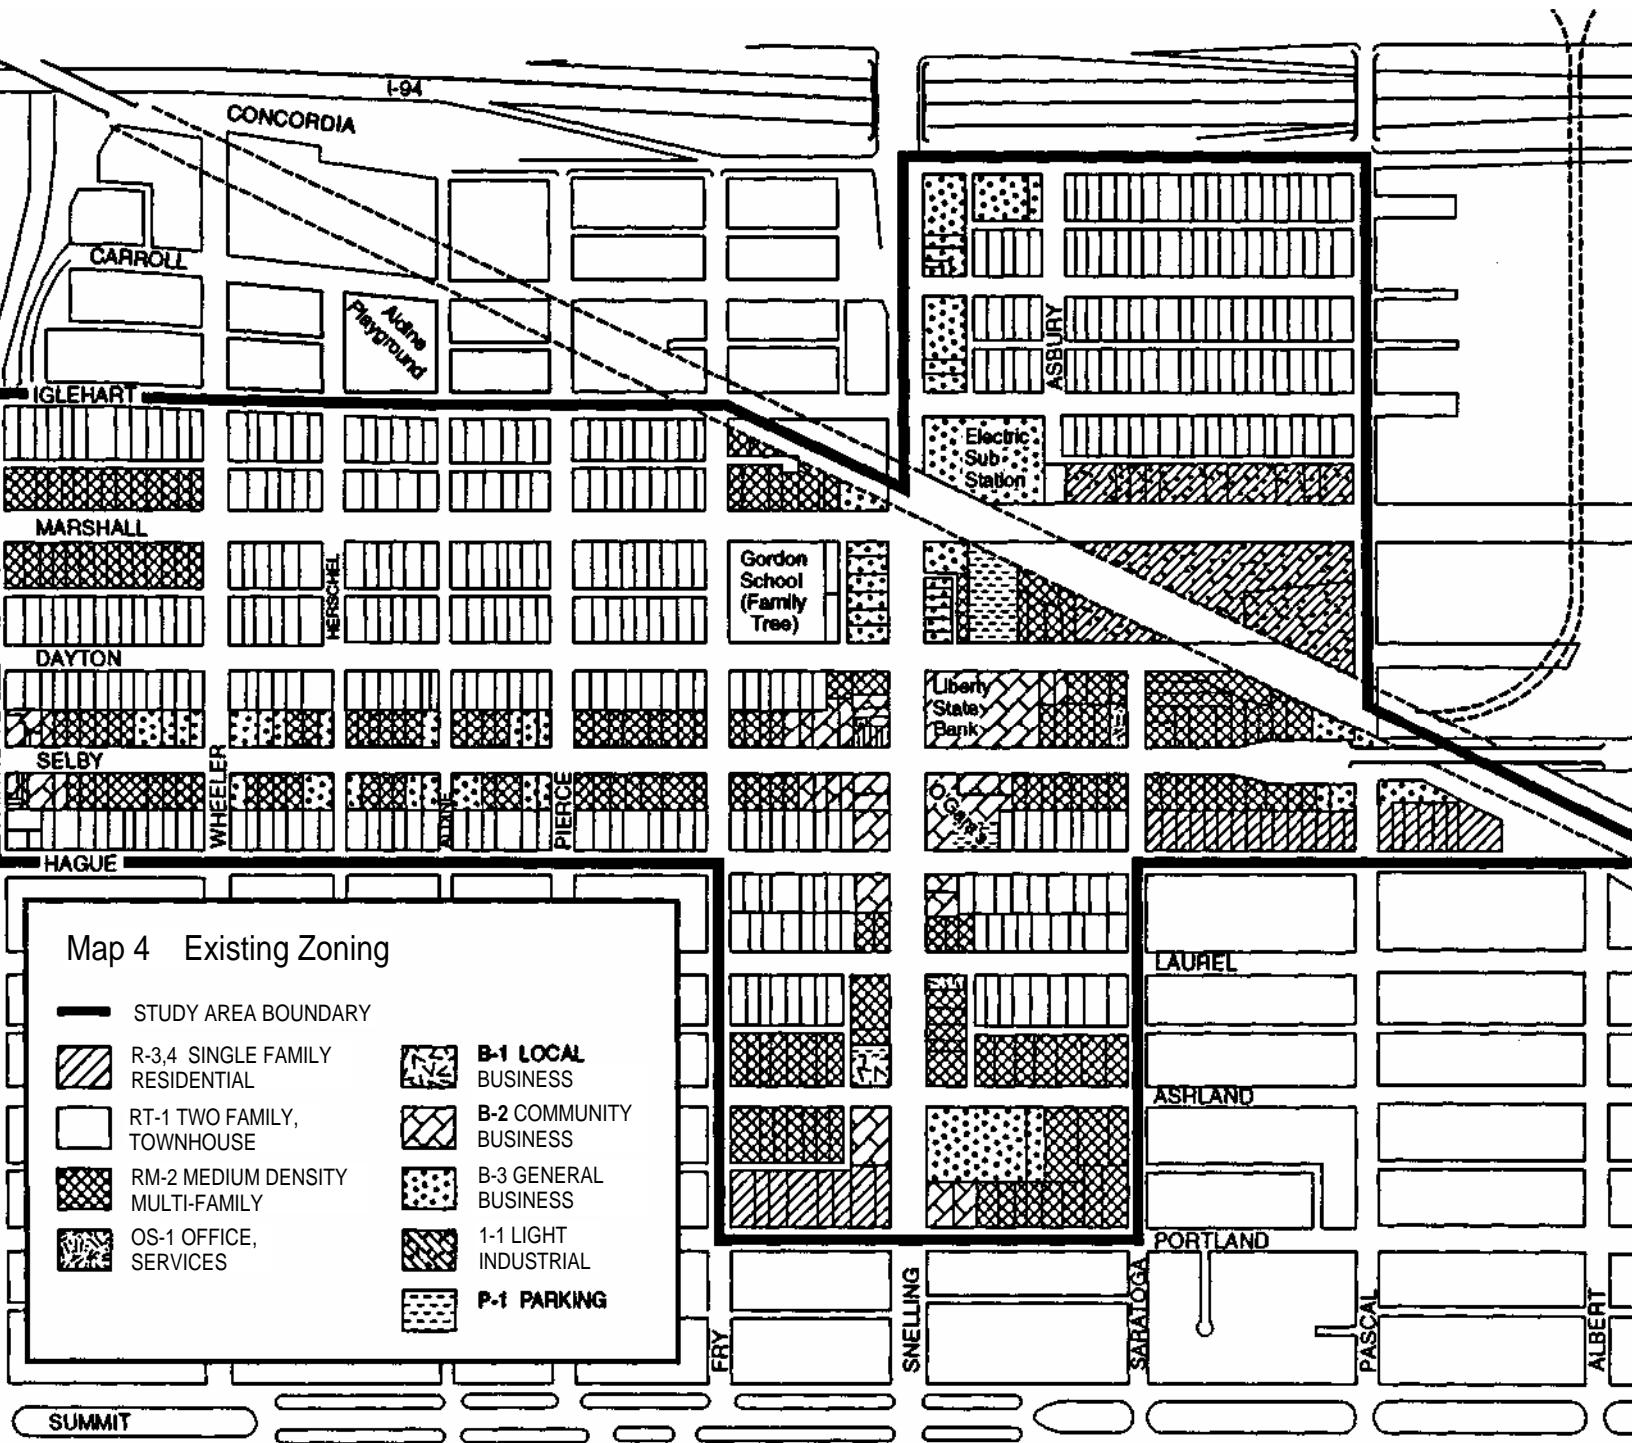 I-94
CONCORDIA
CARROLL
Aldine
Playground
ASBURY
IGLEHART
Electric
Sub
Station
MARSHALL
HERSCHEL
Gordon
School
(Family
Tree)
DAYTON
Liberty
State
Bank
SELBY
WHEELER
ALDINE
PIERCE
O'Gara's
HAGUE
Map 4 Existing Zoning
STUDY AREA BOUNDARY
R-3,4 SINGLE FAMILY
RESIDENTIAL
RT-1 TWO FAMILY,
TOWNHOUSE
RM-2 MEDIUM DENSITY
MULTI-FAMILY
OS-1 OFFICE,
SERVICES
B-1 LOCAL
BUSINESS
B-2 COMMUNITY
BUSINESS
B-3 GENERAL
BUSINESS
1-1 LIGHT
INDUSTRIAL
P-1 PARKING
LAUREL
ASHLAND
PORTLAND
FRY
SNELLING
SARATOGA
PASCAL
ALBERT
SUMMIT